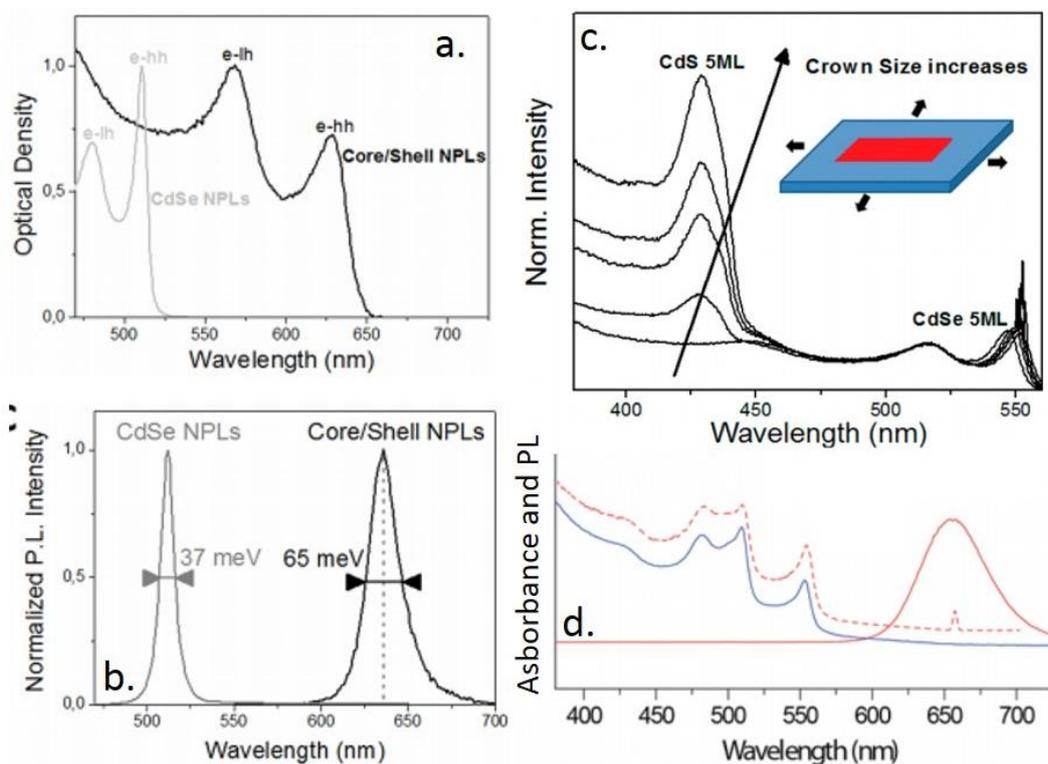 a.
Optical Density
1,0
0,5
0,0
e-lh
e-hh
CdSe NPLs
e-lh
e-hh
Core/Shell NPLs
500 550 600 650 700
Wavelength (nm)
c.
Norm. Intensity
CdS 5ML
Crown Size increases
CdSe 5ML
400 450 500 550
Wavelength (nm)
b.
Normalized P.L. Intensity
1,0
0,5
0,0
CdSe NPLs
Core/Shell NPLs
37 meV
65 meV
500 550 600 650 700
Wavelength (nm)
d.
Asborbance and PL
400 450 500 550 600 650 700
Wavelength (nm)